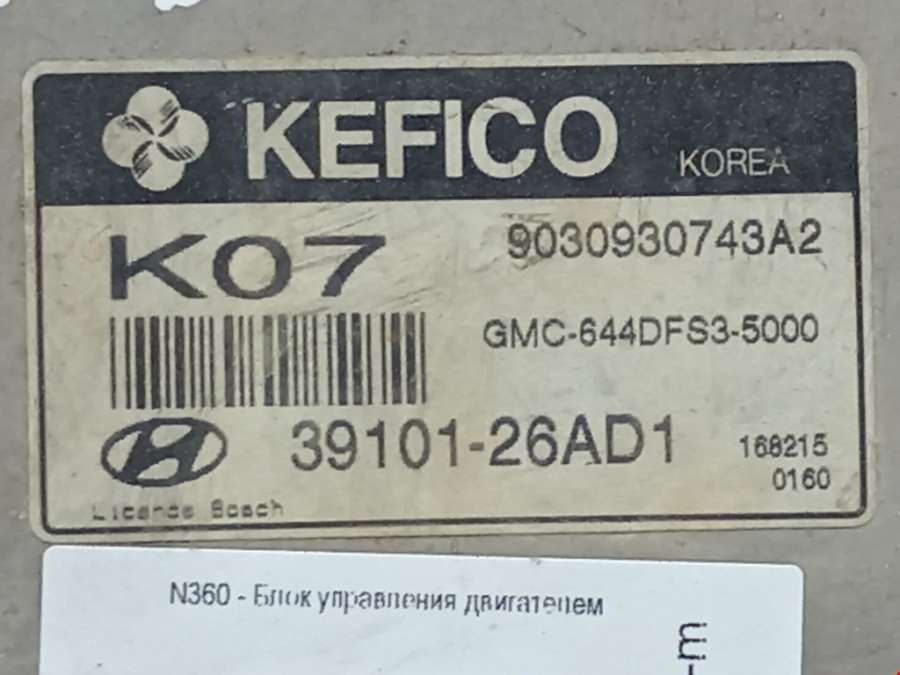 KEFICO KOREA
K07 9030930743A2
GMC-644DFS3-5000
39101-26AD1 168215
0160
Licence Bosch
N360 - Блок управления двигателем
-m